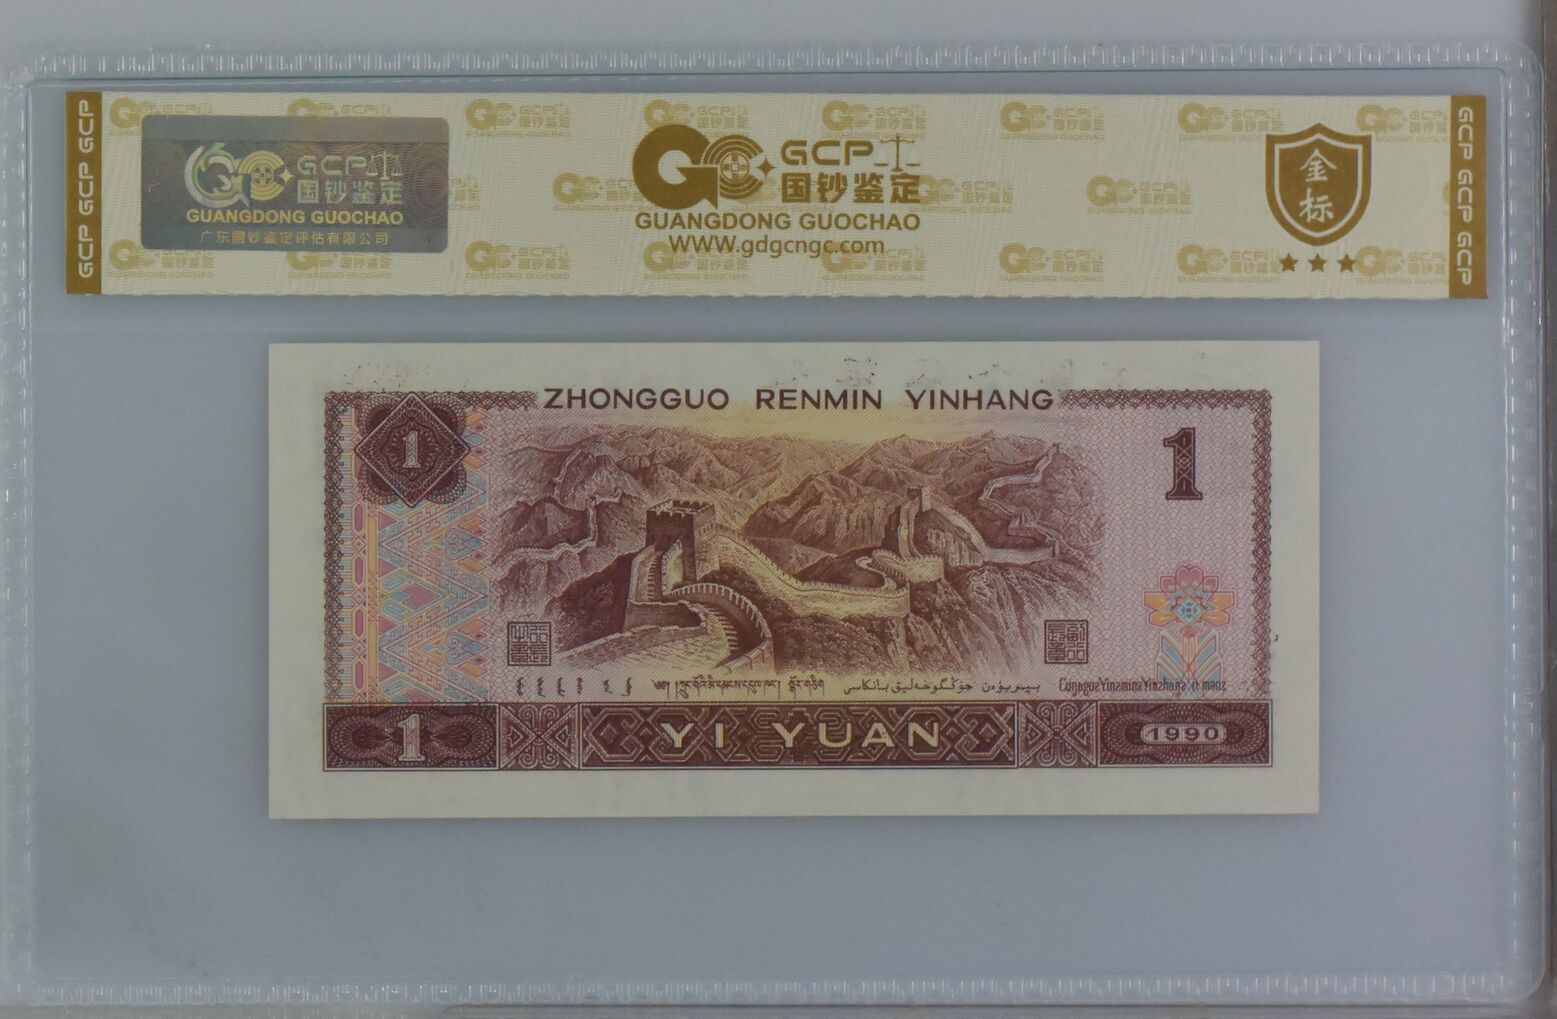 GCP GCP GCP
GCP
国钞鉴定
GUANGDONG GUOCHAO
广东国钞鉴定评估有限公司
GCP
国钞鉴定
GUANGDONG GUOCHAO
WWW.gdgcngc.com
金标
GCP GCP GCP
ZHONGGUO RENMIN YINHANG
1
1
1
YI YUAN
1990